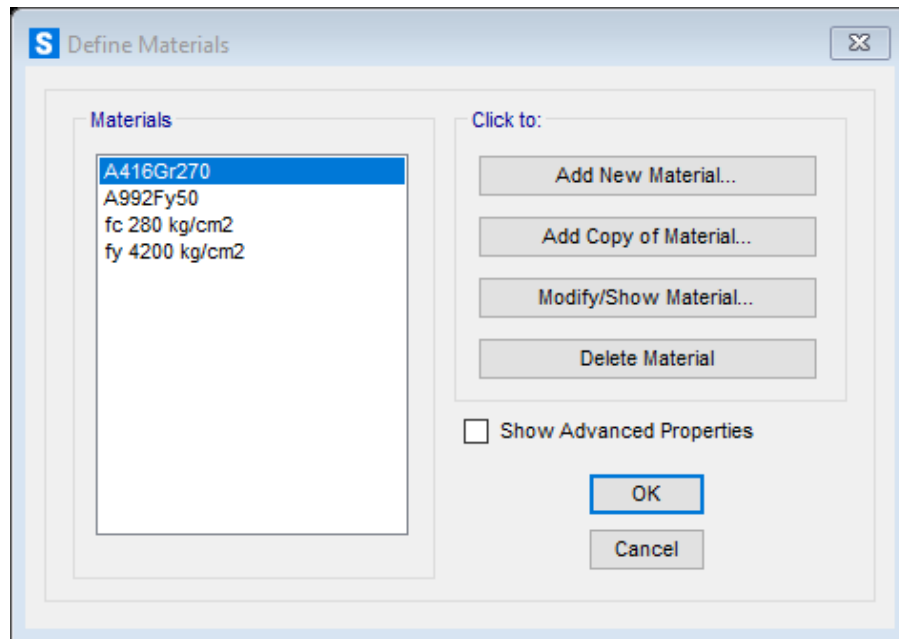 S Define Materials
Materials
A416Gr270
A992Fy50
fc 280 kg/cm2
fy 4200 kg/cm2
Click to:
Add New Material...
Add Copy of Material...
Modify/Show Material...
Delete Material
Show Advanced Properties
OK
Cancel